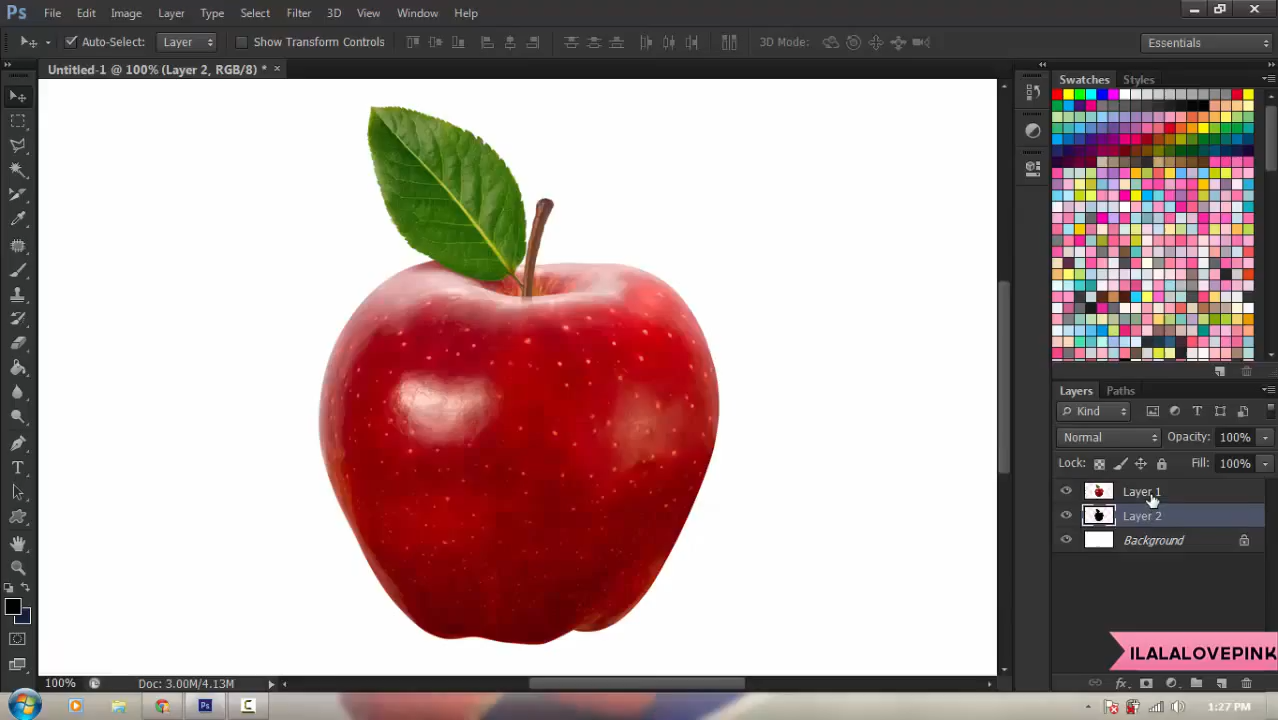 Ps File Edit Image Layer Type Select Filter 3D View Window Help
Auto-Select: Layer Show Transform Controls 3D Mode: Essentials
Untitled-1 @ 100% (Layer 2, RGB/8) *
Swatches Styles
Layers Paths
Kind
Normal Opacity: 100%
Lock: Fill: 100%
Layer 1
Layer 2
Background
ILALALOVEPINK
100% Doc: 3.00M/4.13M
1:27 PM